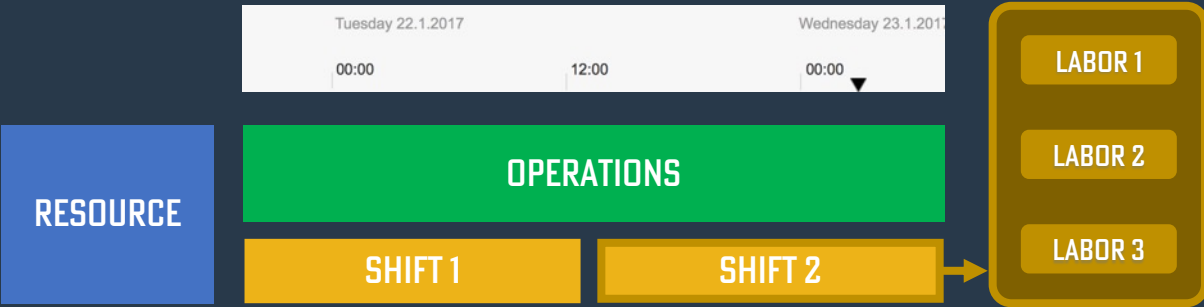 Tuesday 22.1.2017
Wednesday 23.1.2017
00:00
12:00
00:00
LABOR 1
LABOR 2
LABOR 3
RESOURCE
OPERATIONS
SHIFT 1
SHIFT 2